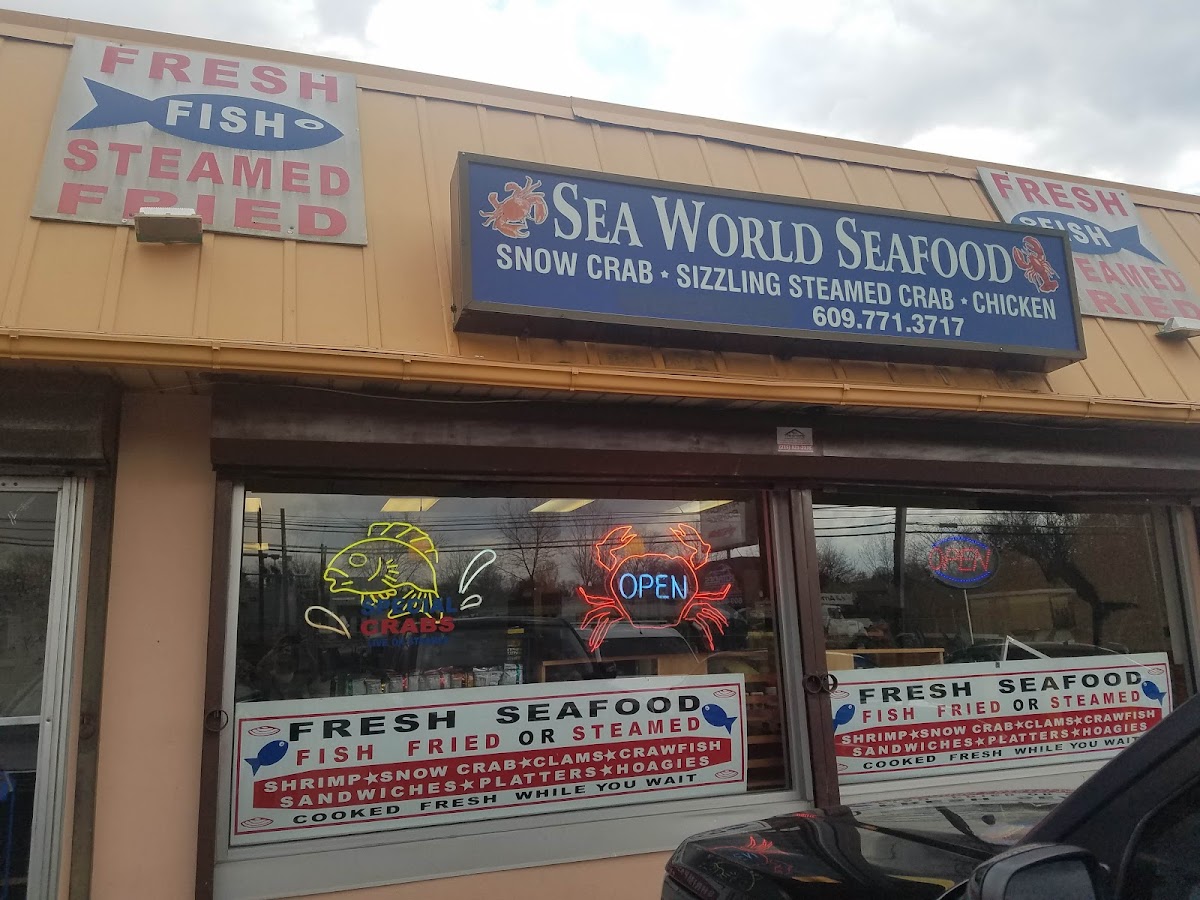 FRESH
FISH
STEAMED
FRIED
SEA WORLD SEAFOOD
SNOW CRAB • SIZZLING STEAMED CRAB • CHICKEN
609.771.3717
FRESH
FISH
STEAMED
FRIED
SPECIAL
CRABS
OPEN
OPEN
FRESH SEAFOOD
FISH FRIED OR STEAMED
SHRIMP★SNOW CRAB★CLAMS★CRAWFISH
SANDWICHES★PLATTERS★HOAGIES
COOKED FRESH WHILE YOU WAIT
FRESH SEAFOOD
FISH FRIED OR STEAMED
SHRIMP★SNOW CRAB★CLAMS★CRAWFISH
SANDWICHES★PLATTERS★HOAGIES
COOKED FRESH WHILE YOU WAIT